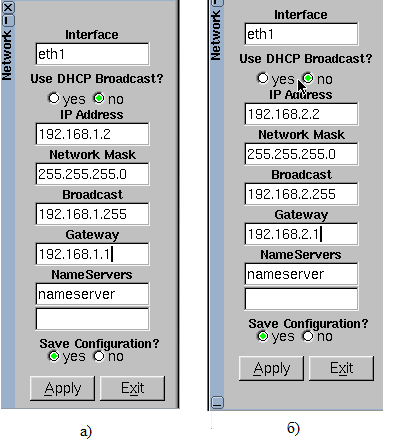 Network
Interface
eth1
Use DHCP Broadcast?
yes no
IP Address
192.168.1.2
Network Mask
255.255.255.0
Broadcast
192.168.1.255
Gateway
192.168.1.1
NameServers
nameserver
Save Configuration?
yes no
Apply Exit
a)
Network
Interface
eth1
Use DHCP Broadcast?
yes no
IP Address
192.168.2.2
Network Mask
255.255.255.0
Broadcast
192.168.2.255
Gateway
192.168.2.1
NameServers
nameserver
Save Configuration?
yes no
Apply Exit
б)